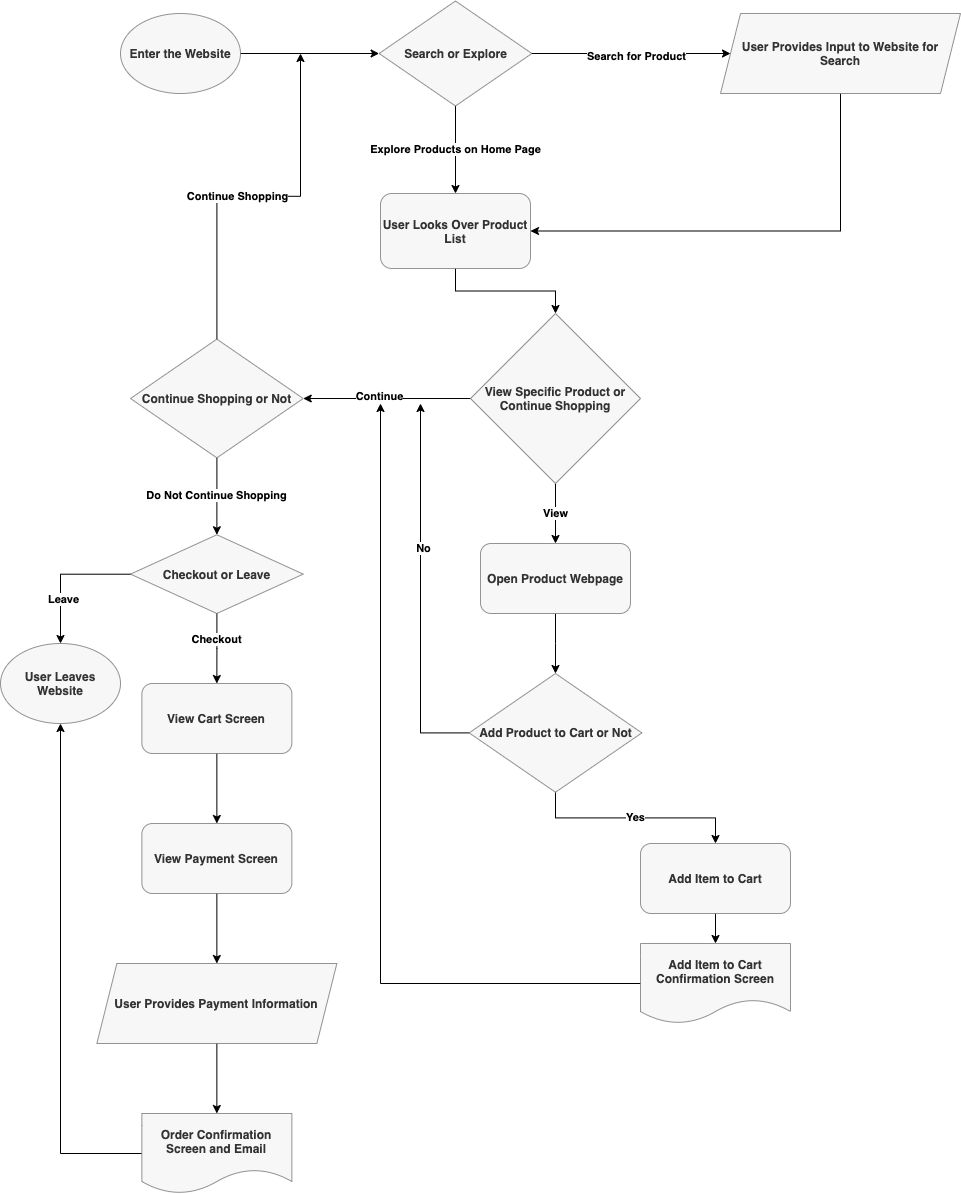 Enter the Website
Search or Explore
Search for Product
User Provides Input to Website for
Search
Explore Products on Home Page
Continue Shopping
User Looks Over Product
List
View Specific Product or
Continue Shopping
Continue
Continue Shopping or Not
Do Not Continue Shopping
View
No
Open Product Webpage
Checkout or Leave
Leave
Checkout
User Leaves
Website
View Cart Screen
Add Product to Cart or Not
Yes
View Payment Screen
Add Item to Cart
Add Item to Cart
Confirmation Screen
User Provides Payment Information
Order Confirmation
Screen and Email